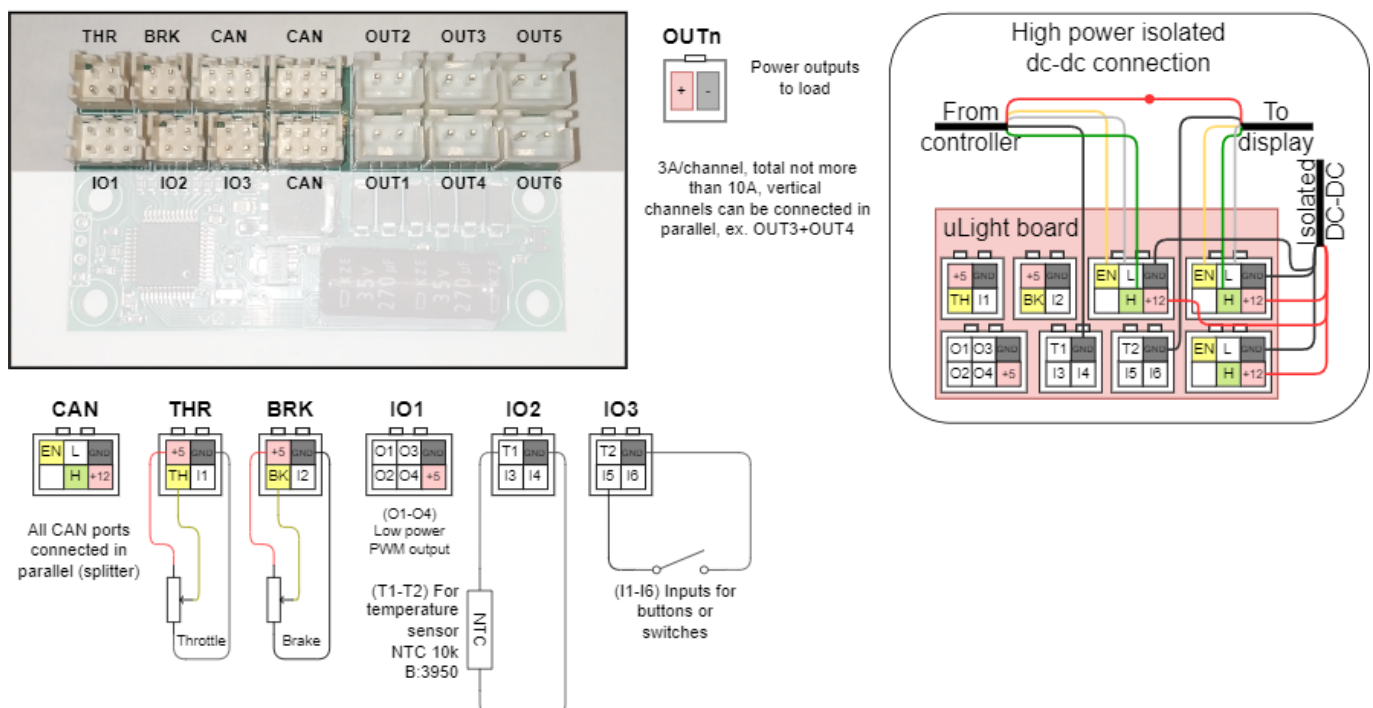 THR BRK CAN CAN OUT2 OUT3 OUT5
IO1 IO2 IO3 CAN OUT1 OUT4 OUT6
35V
270µF
35V
270µF
OUTn
+ -
Power outputs
to load
3A/channel, total not more
than 10A, vertical
channels can be connected in
parallel, ex. OUT3+OUT4
High power isolated
dc-dc connection
From
controller
To
display
Isolated
DC-DC
uLight board
+5 GND
TH I1
+5 GND
BK I2
EN L GND
H +12
EN L GND
H +12
O1 O3 GND
O2 O4 +5
T1 GND
I3 I4
T2 GND
I5 I6
EN L GND
H +12
CAN
EN L GND
H +12
All CAN ports
connected in
parallel (splitter)
THR
+5 GND
TH I1
Throttle
BRK
+5 GND
BK I2
Brake
IO1
O1 O3 GND
O2 O4 +5
(O1-O4)
Low power
PWM output
IO2
T1 GND
I3 I4
(T1-T2) For
temperature
sensor
NTC 10k
B:3950
NTC
IO3
T2 GND
I5 I6
(I1-I6) Inputs for
buttons or
switches